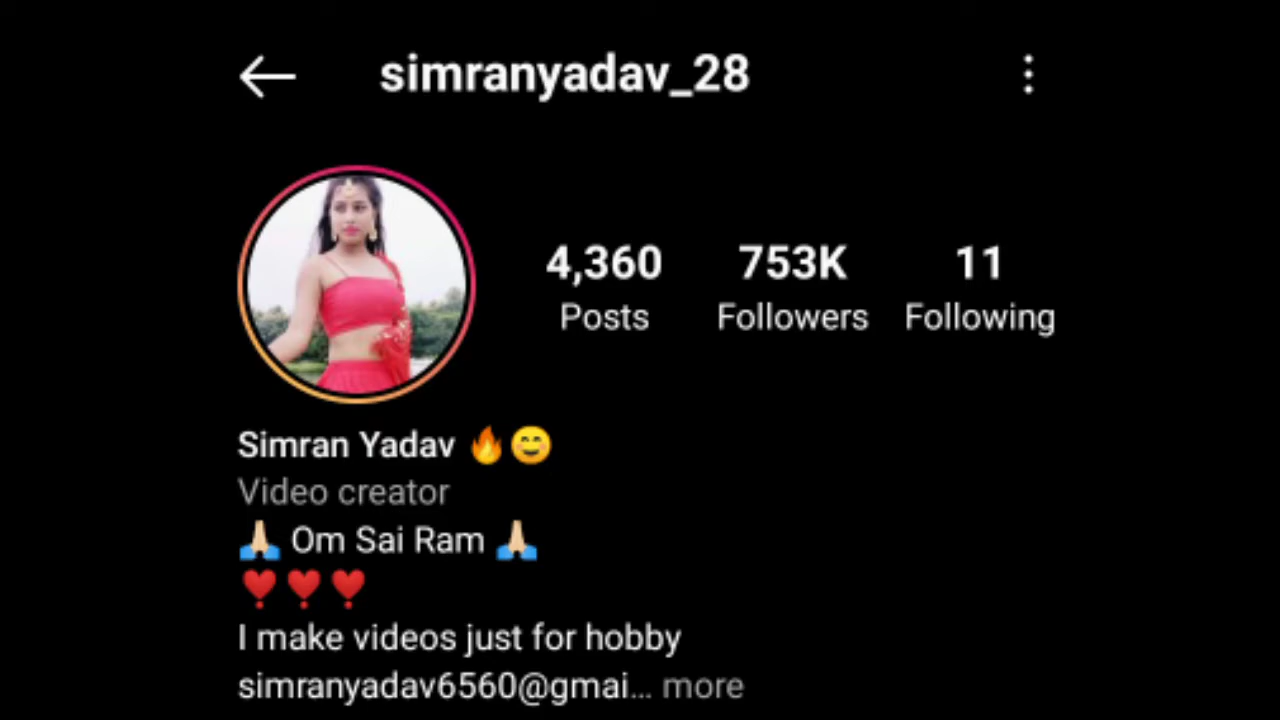 simranyadav_28
4,360 753K 11
Posts Followers Following
Simran Yadav 🔥😊
Video creator
🙏🏻 Om Sai Ram 🙏🏻
❣️❣️❣️
I make videos just for hobby
simranyadav6560@gmai... more